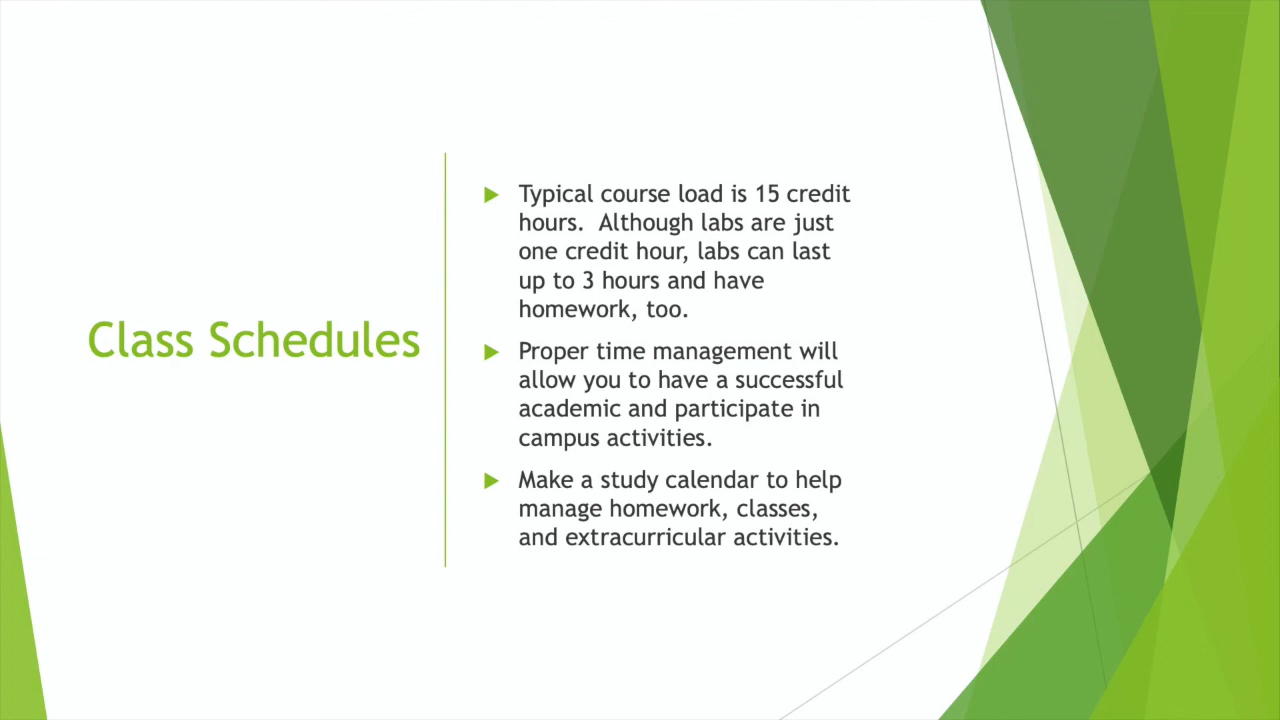 Class Schedules
Typical course load is 15 credit
hours.  Although labs are just
one credit hour, labs can last
up to 3 hours and have
homework, too.
Proper time management will
allow you to have a successful
academic and participate in
campus activities.
Make a study calendar to help
manage homework, classes,
and extracurricular activities.